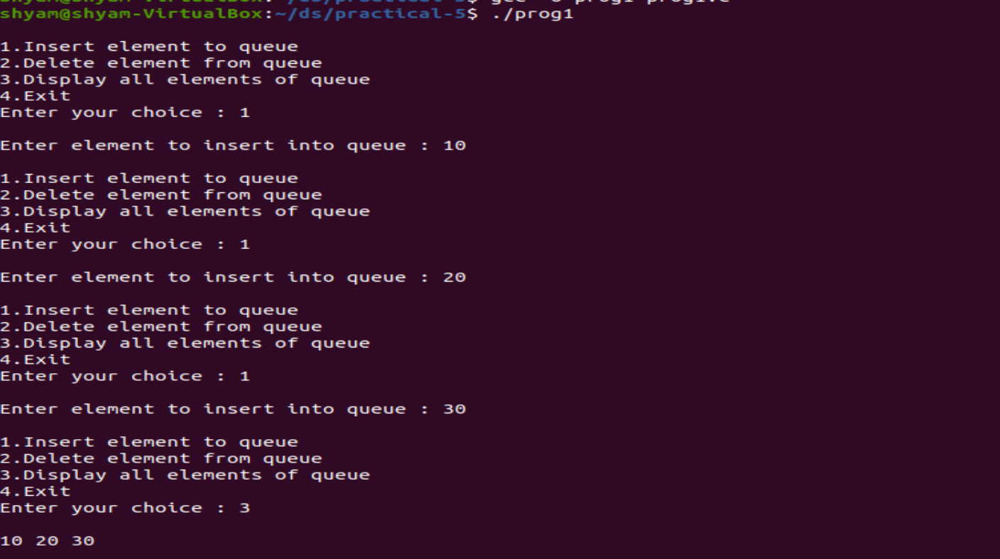 shyam@shyam-VirtualBox:~/ds/practical-5$ gcc -o prog1 prog1.c
shyam@shyam-VirtualBox:~/ds/practical-5$ ./prog1
1.Insert element to queue
2.Delete element from queue
3.Display all elements of queue
4.Exit
Enter your choice : 1
Enter element to insert into queue : 10
1.Insert element to queue
2.Delete element from queue
3.Display all elements of queue
4.Exit
Enter your choice : 1
Enter element to insert into queue : 20
1.Insert element to queue
2.Delete element from queue
3.Display all elements of queue
4.Exit
Enter your choice : 1
Enter element to insert into queue : 30
1.Insert element to queue
2.Delete element from queue
3.Display all elements of queue
4.Exit
Enter your choice : 3
10 20 30